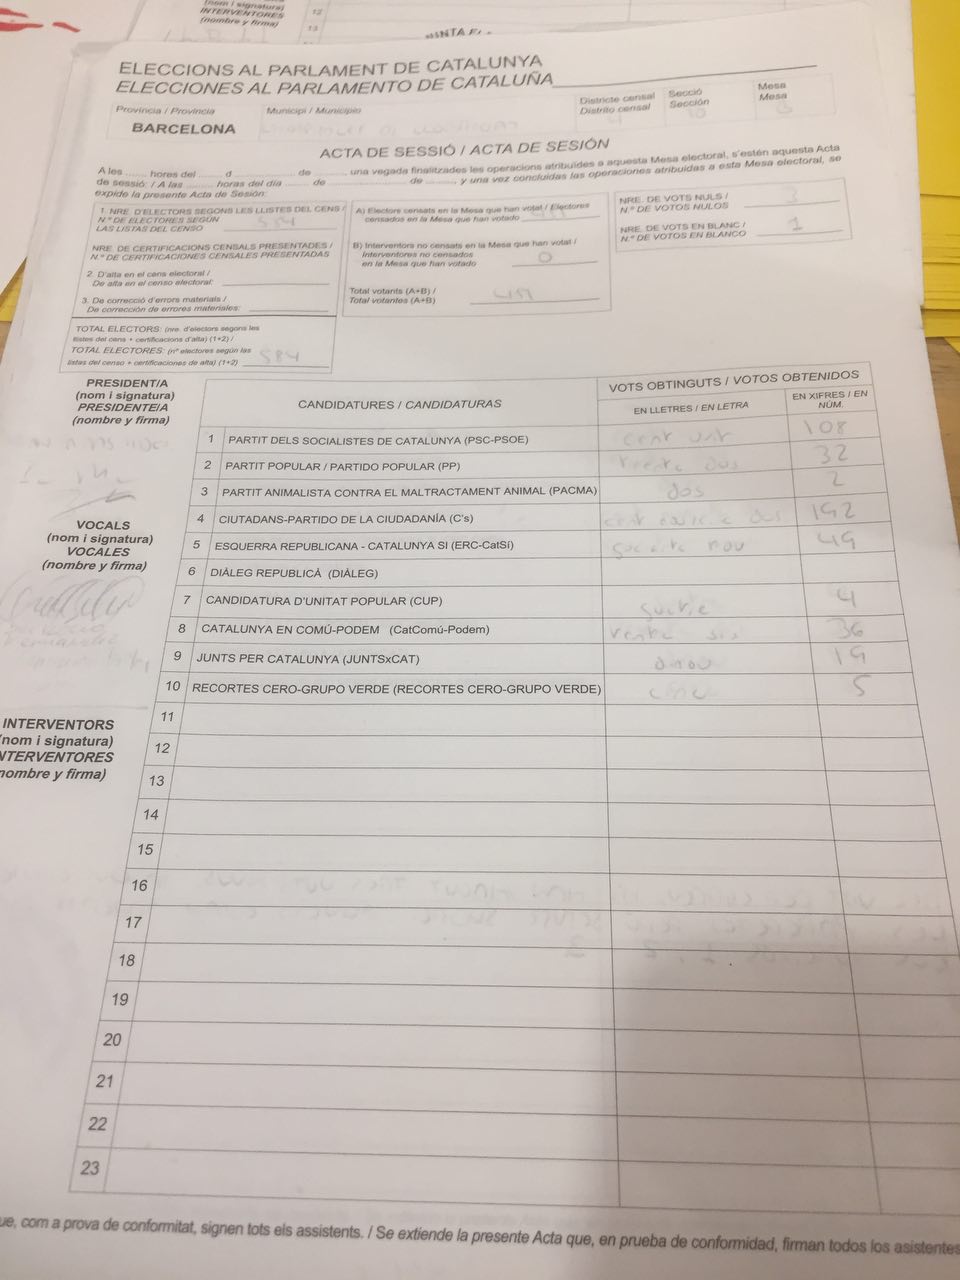 (nom i signatura)
INTERVENTORES
(nombre y firma)
12
13
ELECCIONS AL PARLAMENT DE CATALUNYA
ELECCIONES AL PARLAMENTO DE CATALUÑA
Província / Provincia
Municipi / Municipio
Districte censal
Distrito censal
Secció
Sección
Mesa
Mesa
BARCELONA
10
ACTA DE SESSIÓ / ACTA DE SESIÓN
A les ....... hores del ....... d ............... de ............, una vegada finalitzades les operacions atribuïdes a aquesta Mesa electoral, s'estén aquesta Acta
de sessió: / A las ......... horas del día ....... de .................... de ............, y una vez concluidas las operaciones atribuidas a esta Mesa electoral, se
expide la presente Acta de Sesión:
1. NRE. D'ELECTORS SEGONS LES LLISTES DEL CENS /
N.º DE ELECTORES SEGÚN
LAS LISTAS DEL CENSO 584
NRE. DE CERTIFICACIONS CENSALS PRESENTADES /
N.º DE CERTIFICACIONES CENSALES PRESENTADAS
2. D'alta en el cens electoral /
De alta en el censo electoral:
3. De correcció d'errors materials /
De corrección de errores materiales:
TOTAL ELECTORS: (nre. d'electors segons les
llistes del cens + certificacions d'alta) (1+2) /
TOTAL ELECTORES: (nº electores según las
listas del censo + certificaciones de alta) (1+2) 584
A) Electors censats en la Mesa que han votat / Electores
censados en la Mesa que han votado
B) Interventors no censats en la Mesa que han votat /
Interventores no censados
en la Mesa que han votado 0
Total votants (A+B) /
Total votantes (A+B)
NRE. DE VOTS NULS /
N.º DE VOTOS NULOS 3
NRE. DE VOTS EN BLANC /
N.º DE VOTOS EN BLANCO 1
PRESIDENT/A
(nom i signatura)
PRESIDENTE/A
(nombre y firma)
VOCALS
(nom i signatura)
VOCALES
(nombre y firma)
INTERVENTORS
(nom i signatura)
INTERVENTORES
(nombre y firma)
CANDIDATURES / CANDIDATURAS
VOTS OBTINGUTS / VOTOS OBTENIDOS
EN LLETRES / EN LETRA
EN XIFRES / EN
NÚM.
1 PARTIT DELS SOCIALISTES DE CATALUNYA (PSC-PSOE) cent vuit 108
2 PARTIT POPULAR / PARTIDO POPULAR (PP) trenta dos 32
3 PARTIT ANIMALISTA CONTRA EL MALTRACTAMENT ANIMAL (PACMA) dos 2
4 CIUTADANS-PARTIDO DE LA CIUDADANÍA (C's) cent dos 192
5 ESQUERRA REPUBLICANA - CATALUNYA SI (ERC-CatSí) nou 49
6 DIÀLEG REPUBLICÀ (DIÀLEG)
7 CANDIDATURA D'UNITAT POPULAR (CUP) 4
8 CATALUNYA EN COMÚ-PODEM (CatComú-Podem) sis 36
9 JUNTS PER CATALUNYA (JUNTSxCAT) dinou 19
10 RECORTES CERO-GRUPO VERDE (RECORTES CERO-GRUPO VERDE) cinc 5
11
12
13
14
15
16
17
18
19
20
21
22
23
ue, com a prova de conformitat, signen tots els assistents. / Se extiende la presente Acta que, en prueba de conformidad, firman todos los asistentes